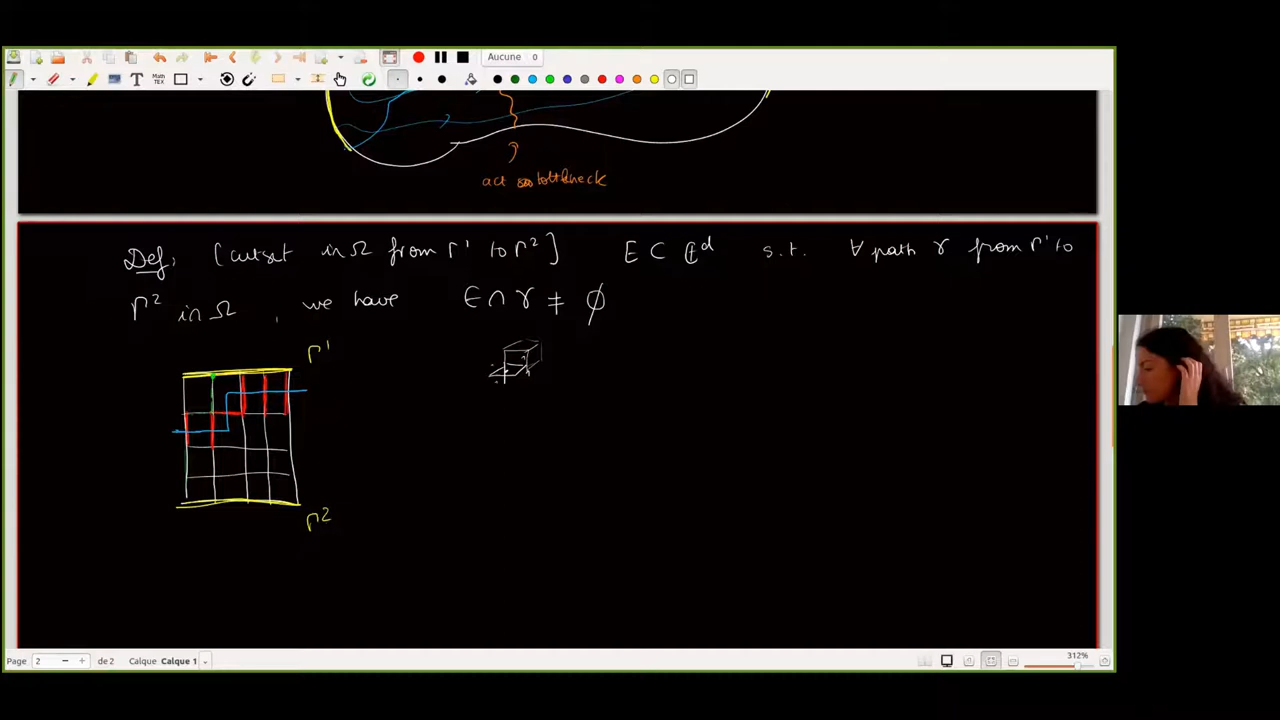 Aucune 0
act as bottleneck
Def: [cutset in Ω from Γ¹ to Γ²] E ⊂ 𝔼ᵈ s.t. ∀ path γ from Γ¹ to
Γ² in Ω, we have E ∩ γ ≠ ∅
Γ¹
Γ²
Page 2 de 2 Calque Calque 1 312%